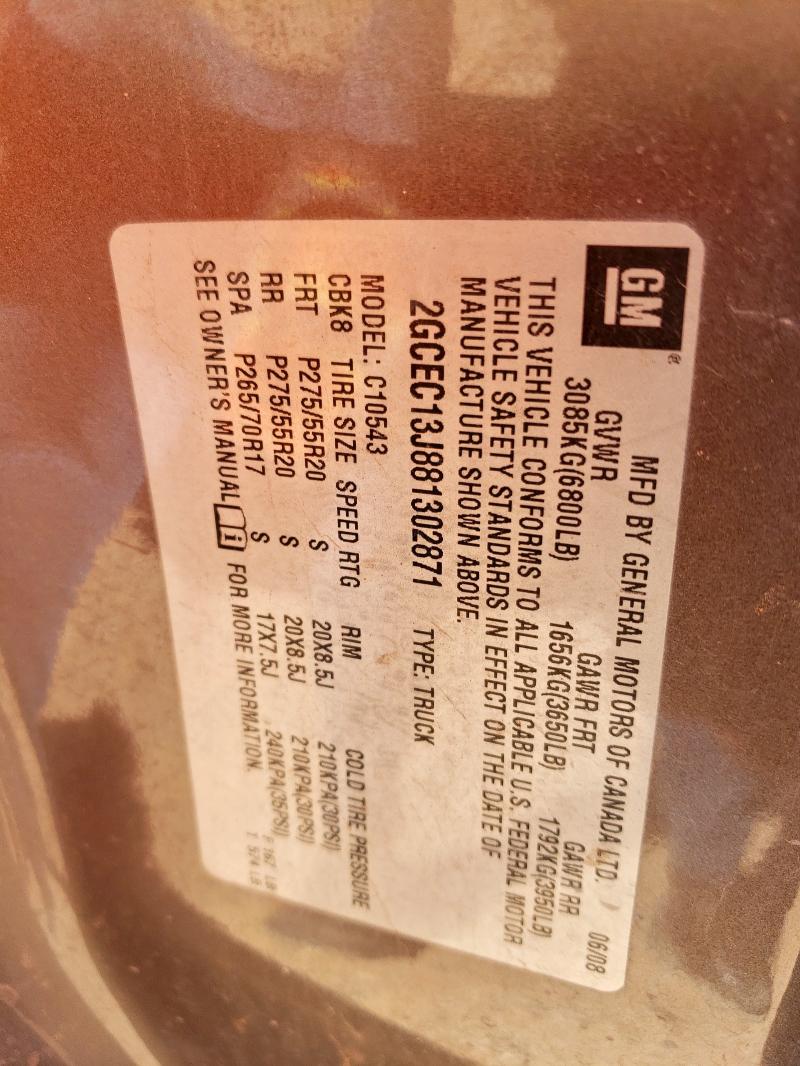 GM®
MFD BY GENERAL MOTORS OF CANADA LTD. 06/08
GVWR GAWR FRT GAWR RR
3085KG(6800LB) 1656KG(3650LB) 1792KG(3950LB)
THIS VEHICLE CONFORMS TO ALL APPLICABLE U.S. FEDERAL MOTOR
VEHICLE SAFETY STANDARDS IN EFFECT ON THE DATE OF
MANUFACTURE SHOWN ABOVE.
2GCEC13J881302871 TYPE: TRUCK
MODEL: C10543
CBK8 TIRE SIZE SPEED RTG RIM COLD TIRE PRESSURE
FRT P275/55R20 S 20X8.5J 210KPA(30PSI)
RR P275/55R20 S 20X8.5J 210KPA(30PSI)
SPA P265/70R17 S 17X7.5J 240KPA(35PSI)
SEE OWNER'S MANUAL i FOR MORE INFORMATION.